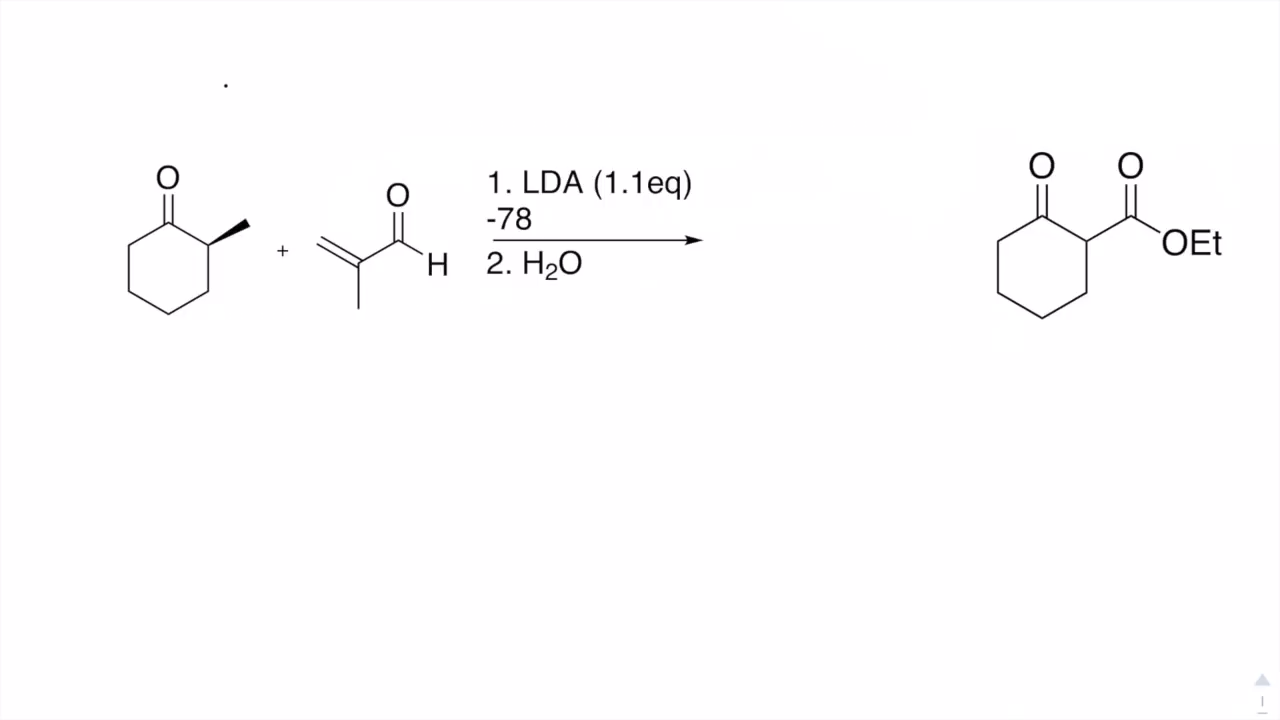 O
O
H
+
1. LDA (1.1eq)
-78
2. H₂O
O
O
OEt